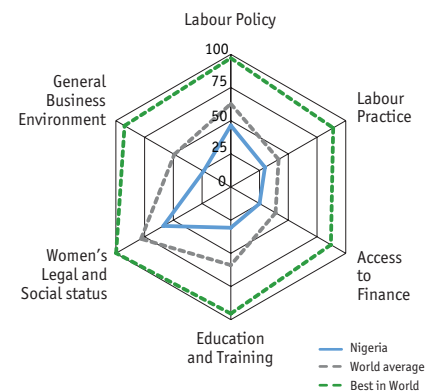 Labour Policy
100
75
50
25
0
General
Business
Environment
Labour
Practice
Women's
Legal and
Social status
Access
to
Finance
Education
and Training
Nigeria
World average
Best in World